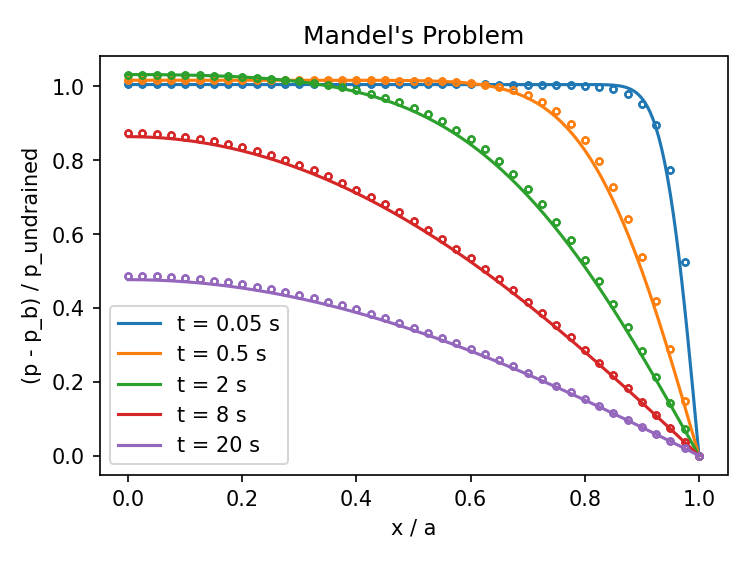 Mandel's Problem
(p - p_b) / p_undrained
1.0
0.8
0.6
0.4
0.2
0.0
t = 0.05 s
t = 0.5 s
t = 2 s
t = 8 s
t = 20 s
0.0 0.2 0.4 0.6 0.8 1.0
x / a